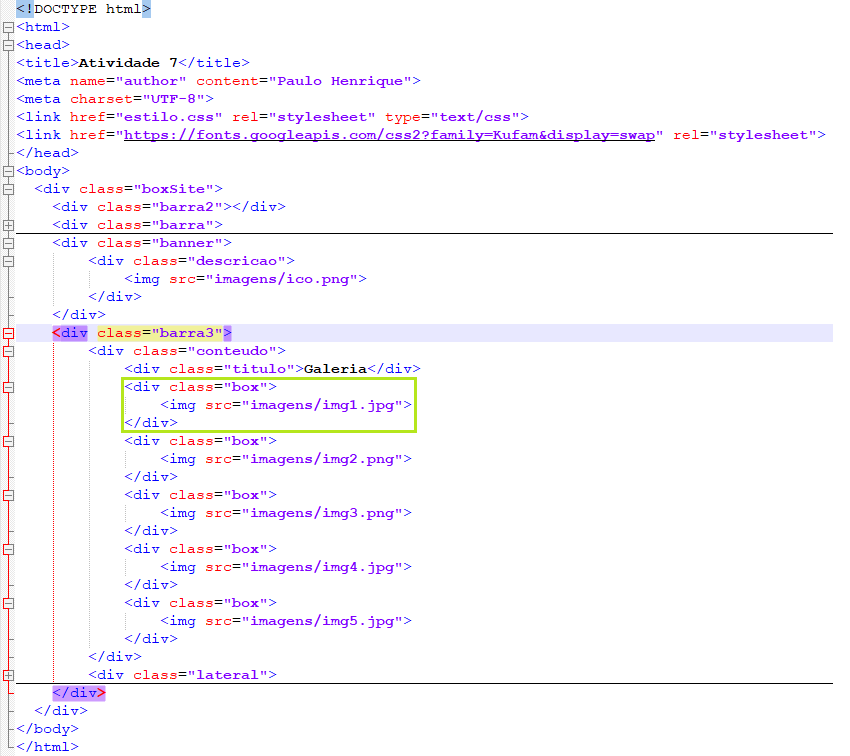 <!DOCTYPE html>
<html>
<head>
<title>Atividade 7</title>
<meta name="author" content="Paulo Henrique">
<meta charset="UTF-8">
<link href="estilo.css" rel="stylesheet" type="text/css">
<link href="https://fonts.googleapis.com/css2?family=Kufam&display=swap" rel="stylesheet">
</head>
<body>
<div class="boxSite">
<div class="barra2"></div>
<div class="barra">
<div class="banner">
<div class="descricao">
<img src="imagens/ico.png">
</div>
</div>
<div class="barra3">
<div class="conteudo">
<div class="titulo">Galeria</div>
<div class="box">
<img src="imagens/img1.jpg">
</div>
<div class="box">
<img src="imagens/img2.png">
</div>
<div class="box">
<img src="imagens/img3.png">
</div>
<div class="box">
<img src="imagens/img4.jpg">
</div>
<div class="box">
<img src="imagens/img5.jpg">
</div>
</div>
<div class="lateral">
</div>
</div>
</body>
</html>